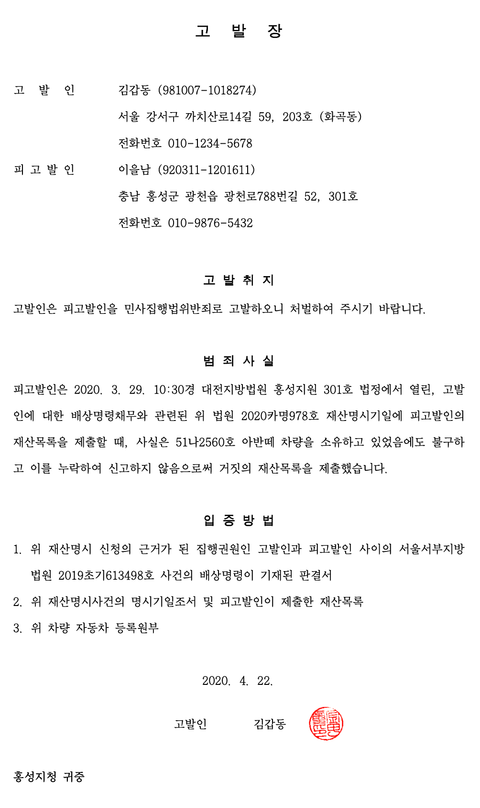 고 발 장
고 발 인 김갑동 (981007-1018274)
서울 강서구 까치산로14길 59, 203호 (화곡동)
전화번호 010-1234-5678
피 고 발 인 이을남 (920311-1201611)
충남 홍성군 광천읍 광천로788번길 52, 301호
전화번호 010-9876-5432
고 발 취 지
고발인은 피고발인을 민사집행법위반죄로 고발하오니 처벌하여 주시기 바랍니다.
범 죄 사 실
피고발인은 2020. 3. 29. 10:30경 대전지방법원 홍성지원 301호 법정에서 열린, 고발
인에 대한 배상명령채무와 관련된 위 법원 2020카명978호 재산명시기일에 피고발인의
재산목록을 제출할 때, 사실은 51나2560호 아반떼 차량을 소유하고 있었음에도 불구하
고 이를 누락하여 신고하지 않음으로써 거짓의 재산목록을 제출했습니다.
입 증 방 법
1. 위 재산명시 신청의 근거가 된 집행권원인 고발인과 피고발인 사이의 서울서부지방
법원 2019초기613498호 사건의 배상명령이 기재된 판결서
2. 위 재산명시사건의 명시기일조서 및 피고발인이 제출한 재산목록
3. 위 차량 자동차 등록원부
2020. 4. 22.
고발인 김갑동
홍성지청 귀중